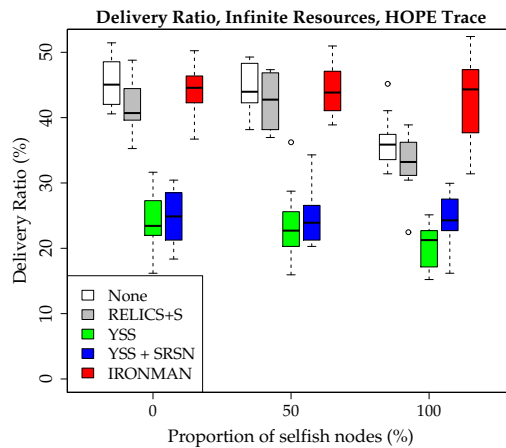 Delivery Ratio, Infinite Resources, HOPE Trace
Delivery Ratio (%)
50
40
30
20
10
0
None
RELICS+S
YSS
YSS + SRSN
IRONMAN
0 50 100
Proportion of selfish nodes (%)